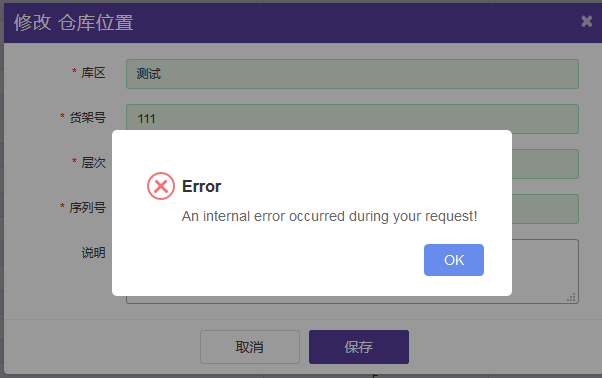 修改 仓库位置
* 库区 测试
* 货架号 111
* 层次
* 序列号
说明
Error
An internal error occurred during your request!
OK
取消 保存